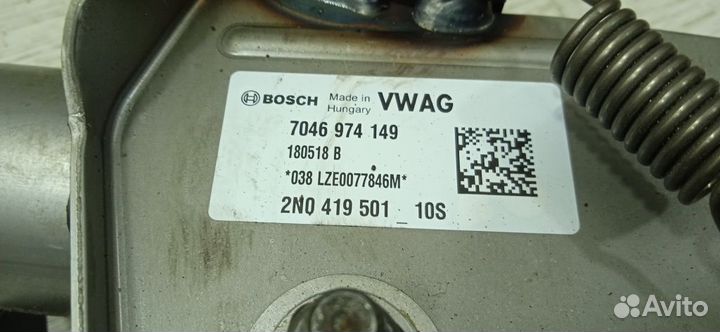 BOSCH Made in Hungary VWAG
7046 974 149
180518 B
*038 LZE0077846M*
2N0 419 501 _ 10S
Avito